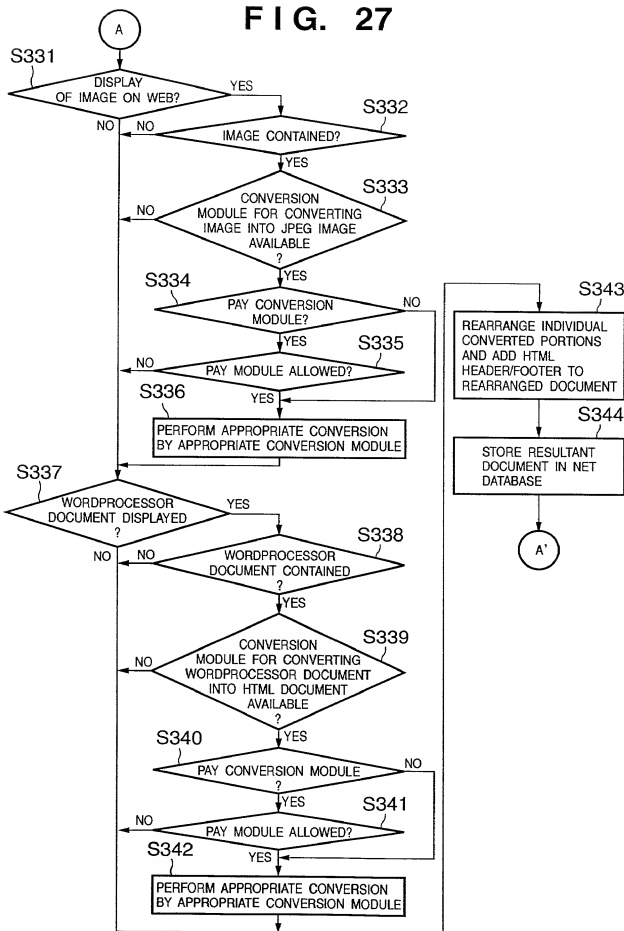 FIG. 27
A
S331
DISPLAY
OF IMAGE ON WEB?
YES
NO
S332
IMAGE CONTAINED?
NO
YES
S333
CONVERSION
MODULE FOR CONVERTING
IMAGE INTO JPEG IMAGE
AVAILABLE
?
NO
YES
S334
PAY CONVERSION
MODULE?
NO
YES
S335
PAY MODULE ALLOWED?
NO
YES
S336
PERFORM APPROPRIATE CONVERSION
BY APPROPRIATE CONVERSION MODULE
S337
WORDPROCESSOR
DOCUMENT DISPLAYED
?
YES
NO
S338
WORDPROCESSOR
DOCUMENT CONTAINED
?
NO
YES
S339
CONVERSION
MODULE FOR CONVERTING
WORDPROCESSOR DOCUMENT
INTO HTML DOCUMENT
AVAILABLE
?
NO
YES
S340
PAY CONVERSION MODULE
?
NO
YES
S341
PAY MODULE ALLOWED?
NO
YES
S342
PERFORM APPROPRIATE CONVERSION
BY APPROPRIATE CONVERSION MODULE
S343
REARRANGE INDIVIDUAL
CONVERTED PORTIONS
AND ADD HTML
HEADER/FOOTER TO
REARRANGED DOCUMENT
S344
STORE RESULTANT
DOCUMENT IN NET
DATABASE
A'